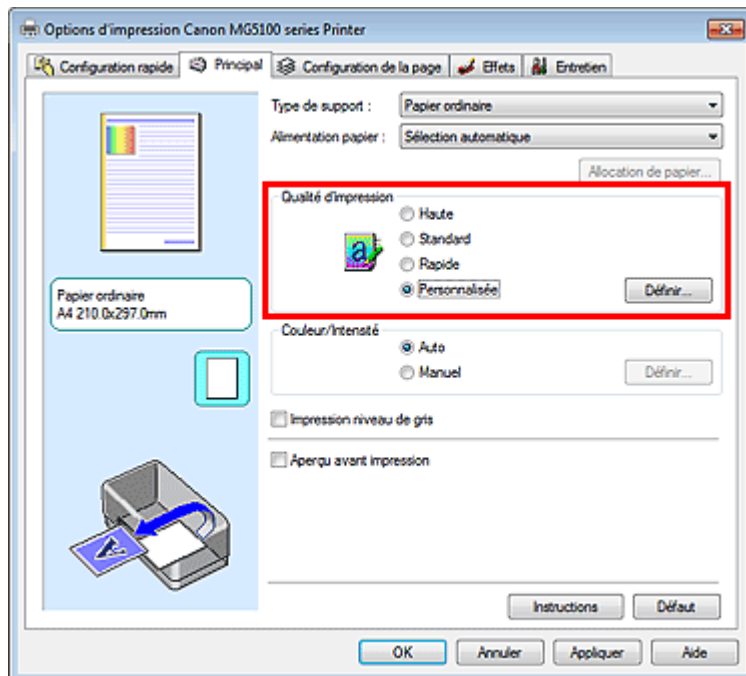 Options d'impression Canon MG5100 series Printer
Configuration rapide Principal Configuration de la page Effets Entretien
Type de support : Papier ordinaire
Alimentation papier : Sélection automatique
Allocation de papier...
Qualité d'impression
Haute
Standard
Rapide
Personnalisée Définir...
Papier ordinaire
A4 210.0x297.0mm
Couleur/Intensité
Auto
Manuel Définir...
Impression niveau de gris
Aperçu avant impression
Instructions Défaut
OK Annuler Appliquer Aide